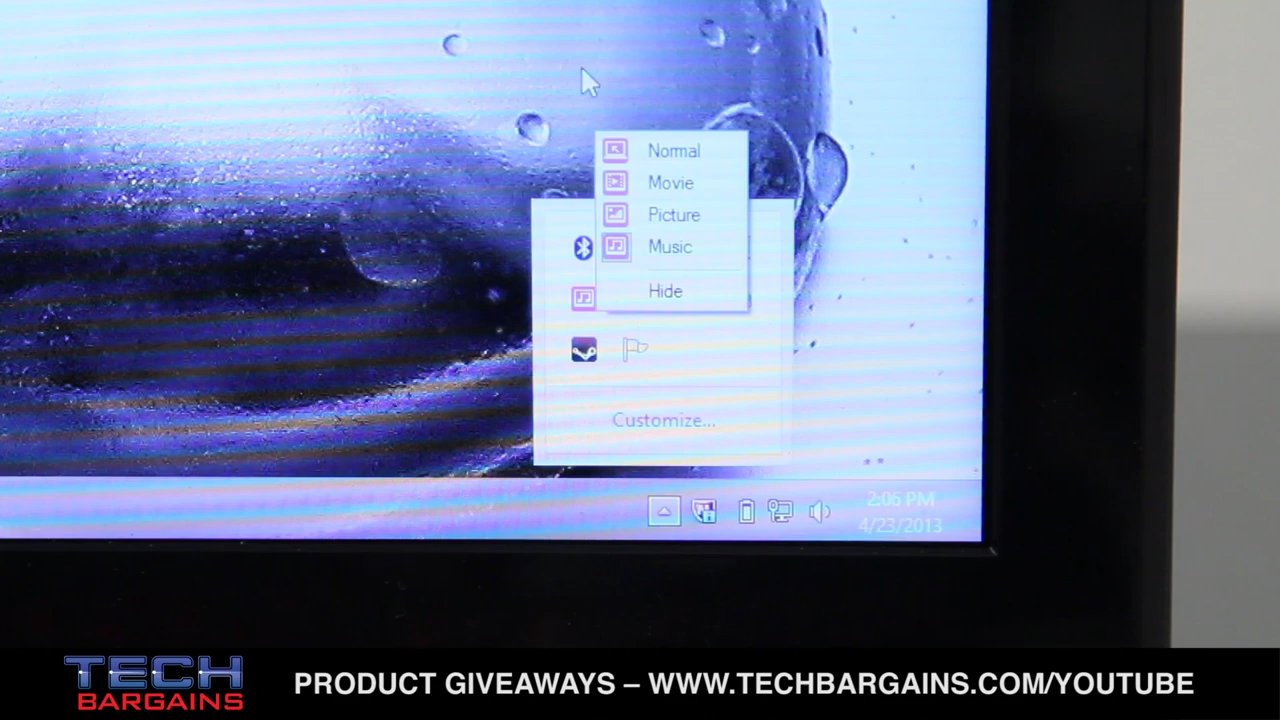 Normal
Movie
Picture
Music
Hide
Customize...
2:06 PM
4/23/2013
TECH
BARGAINS
PRODUCT GIVEAWAYS – WWW.TECHBARGAINS.COM/YOUTUBE